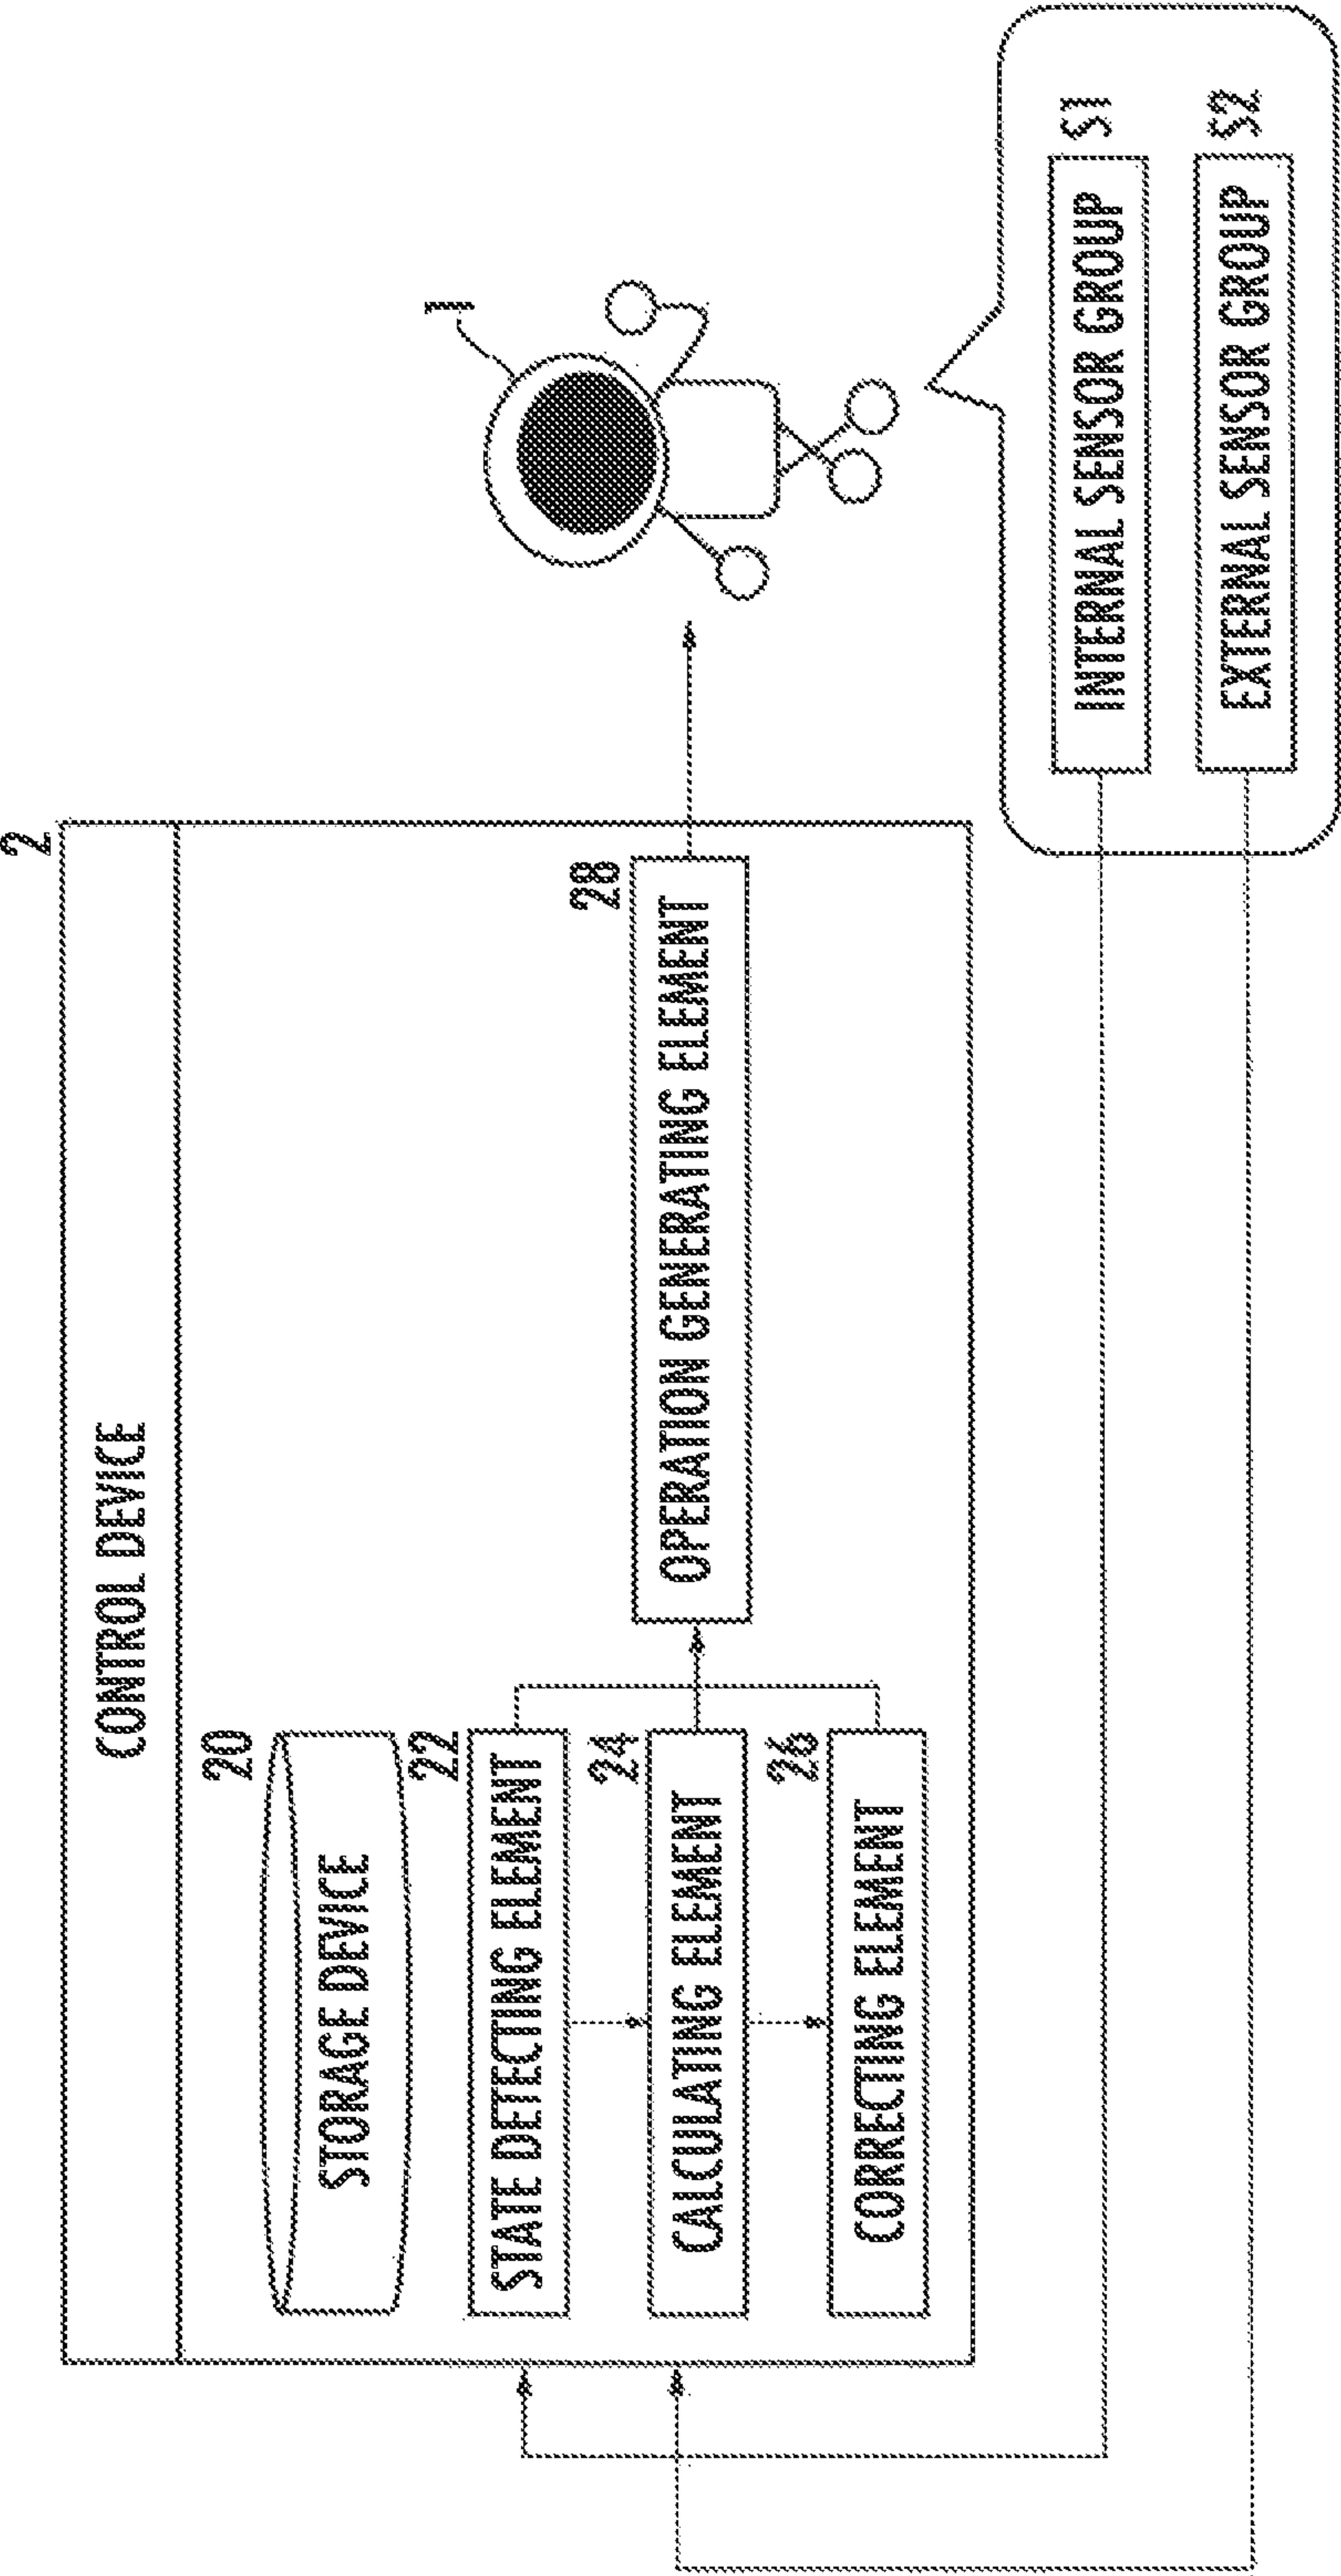 2
CONTROL DEVICE
20
STORAGE DEVICE
22
STATE DETECTING ELEMENT
24
CALCULATING ELEMENT
26
CORRECTING ELEMENT
28
OPERATION GENERATING ELEMENT
1
INTERNAL SENSOR GROUP S1
EXTERNAL SENSOR GROUP S2